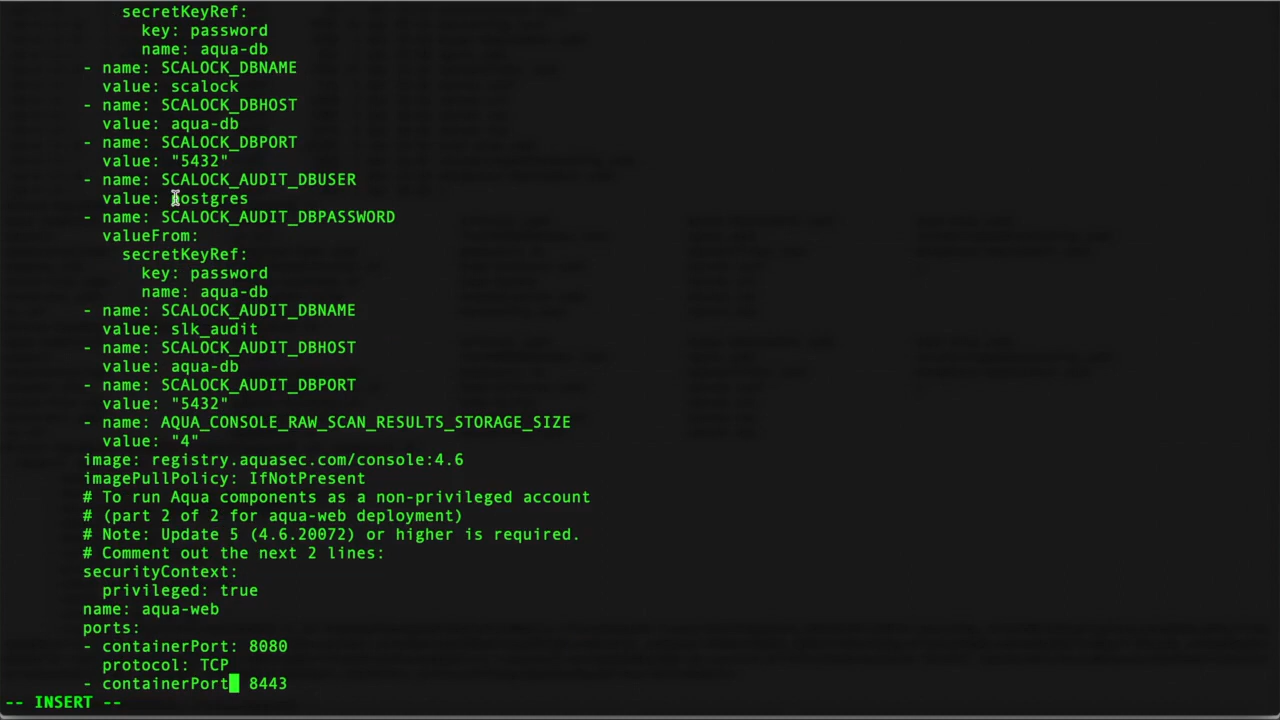 secretKeyRef:
key: password
name: aqua-db
- name: SCALOCK_DBNAME
value: scalock
- name: SCALOCK_DBHOST
value: aqua-db
- name: SCALOCK_DBPORT
value: "5432"
- name: SCALOCK_AUDIT_DBUSER
value: postgres
- name: SCALOCK_AUDIT_DBPASSWORD
valueFrom:
secretKeyRef:
key: password
name: aqua-db
- name: SCALOCK_AUDIT_DBNAME
value: slk_audit
- name: SCALOCK_AUDIT_DBHOST
value: aqua-db
- name: SCALOCK_AUDIT_DBPORT
value: "5432"
- name: AQUA_CONSOLE_RAW_SCAN_RESULTS_STORAGE_SIZE
value: "4"
image: registry.aquasec.com/console:4.6
imagePullPolicy: IfNotPresent
# To run Aqua components as a non-privileged account
# (part 2 of 2 for aqua-web deployment)
# Note: Update 5 (4.6.20072) or higher is required.
# Comment out the next 2 lines:
securityContext:
privileged: true
name: aqua-web
ports:
- containerPort: 8080
protocol: TCP
- containerPort: 8443
-- INSERT --